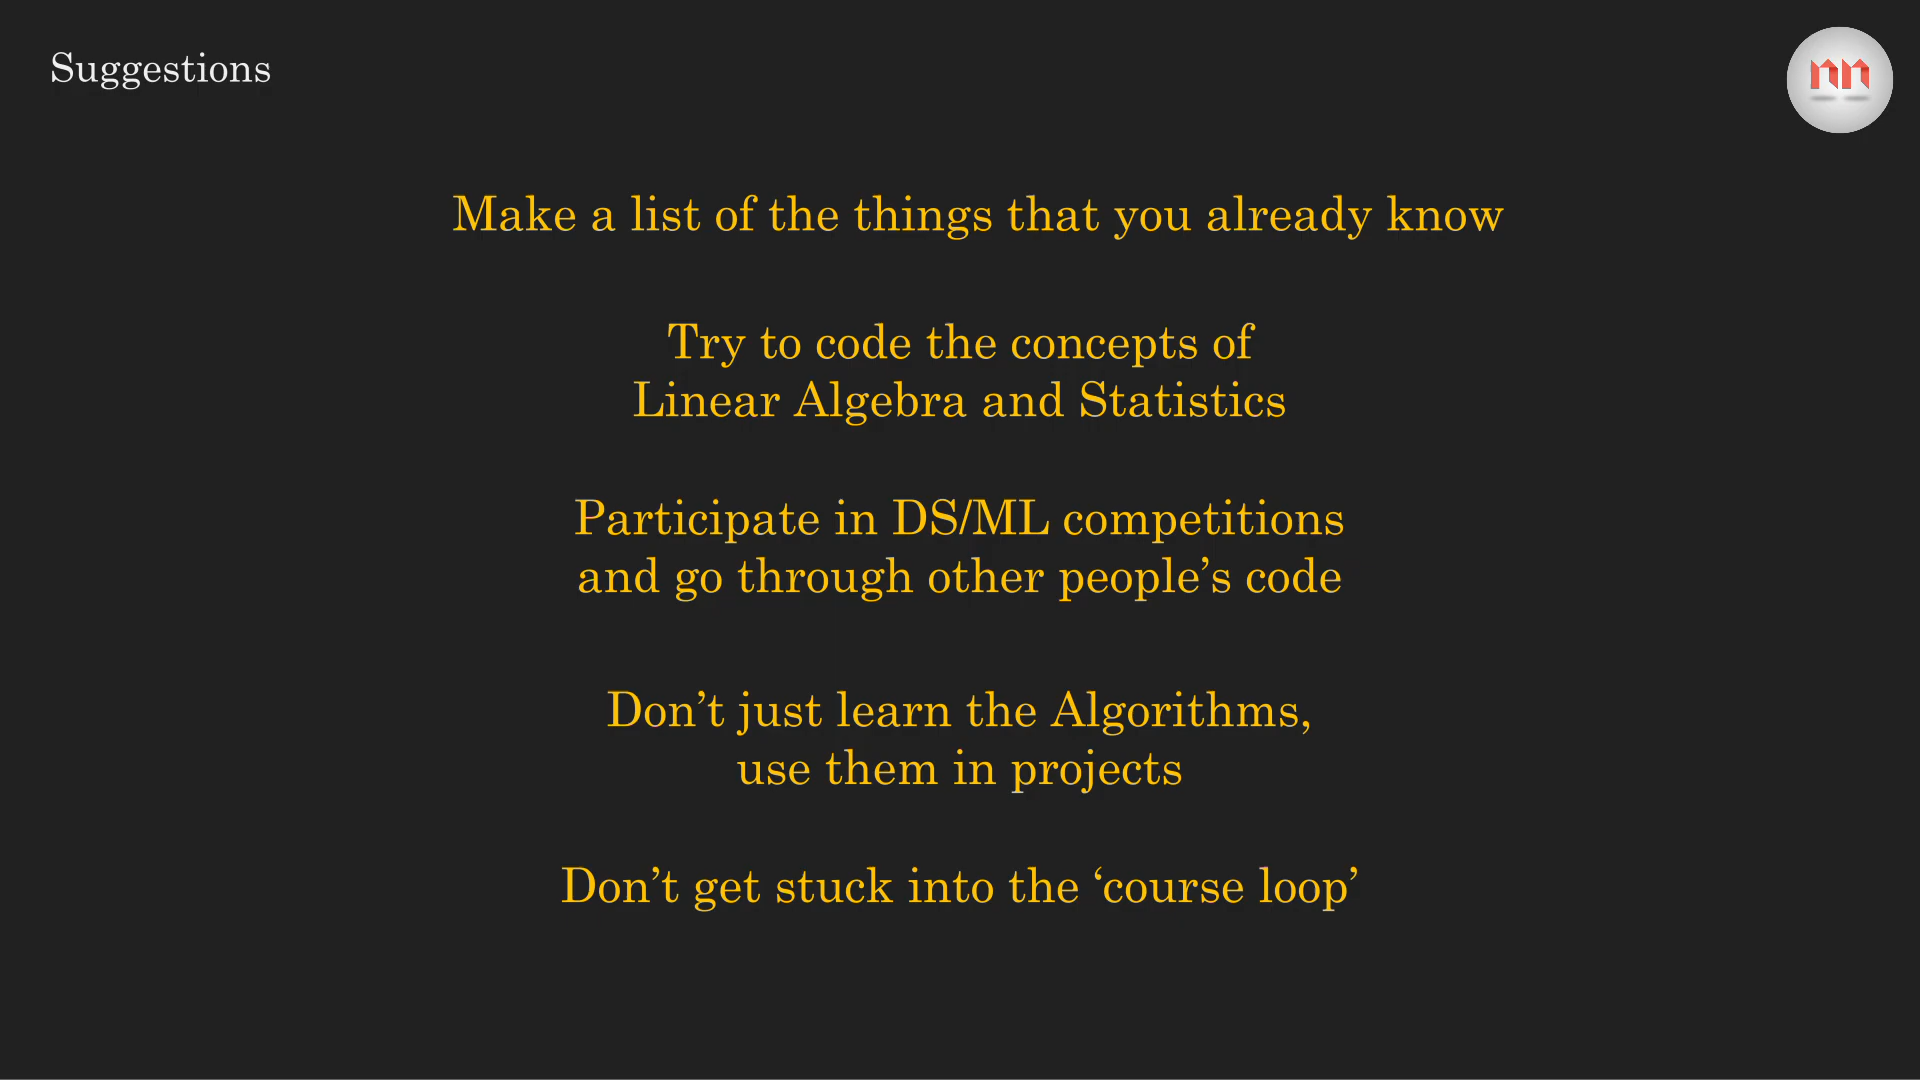 Suggestions
nn
Make a list of the things that you already know
Try to code the concepts of
Linear Algebra and Statistics
Participate in DS/ML competitions
and go through other people’s code
Don’t just learn the Algorithms,
use them in projects
Don’t get stuck into the ‘course loop’